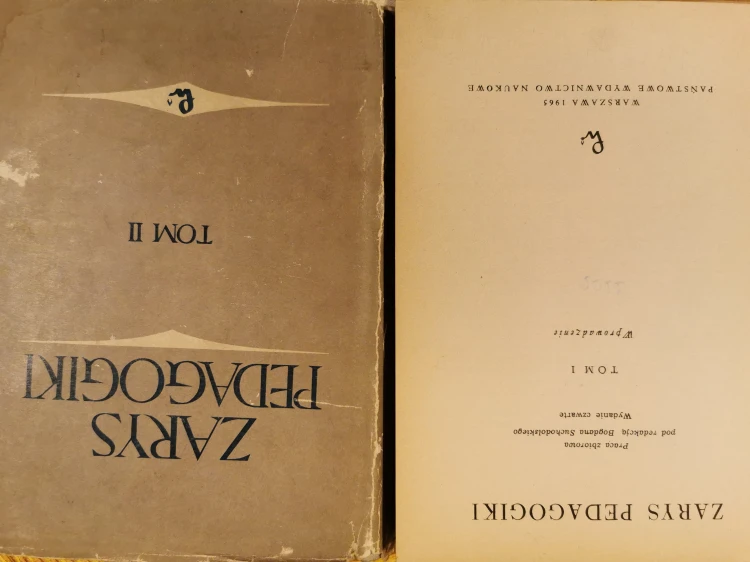 ZARYS
PEDAGOGIKI
TOM II
ZARYS PEDAGOGIKI
Praca zbiorowa
pod redakcją Bogdana Suchodolskiego
Wydanie czwarte
TOM I
Wprowadzenie
WARSZAWA 1965
PAŃSTWOWE WYDAWNICTWO NAUKOWE